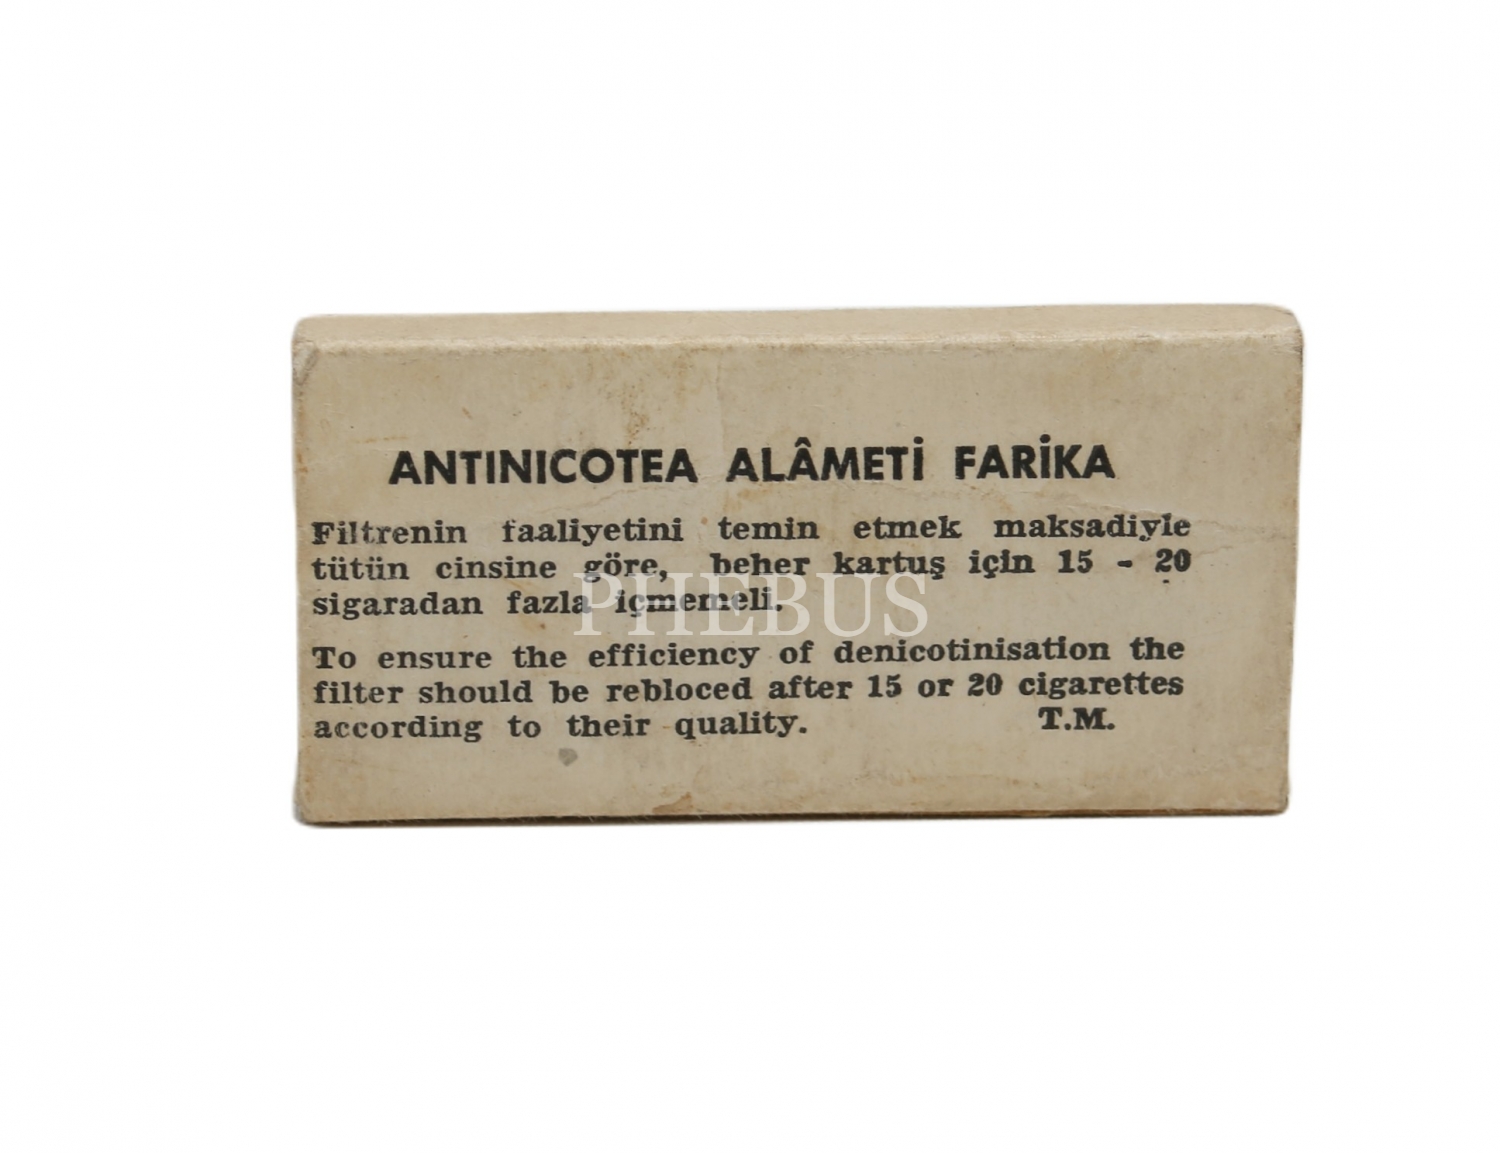 ANTINICOTEA ALÂMETİ FARİKA
Filtrenin faaliyetini temin etmek maksadiyle
tütün cinsine göre, beher kartuş için 15 - 20
sigaradan fazla içmemeli.
PHEBUS
To ensure the efficiency of denicotinisation the
filter should be rebloced after 15 or 20 cigarettes
according to their quality. T.M.